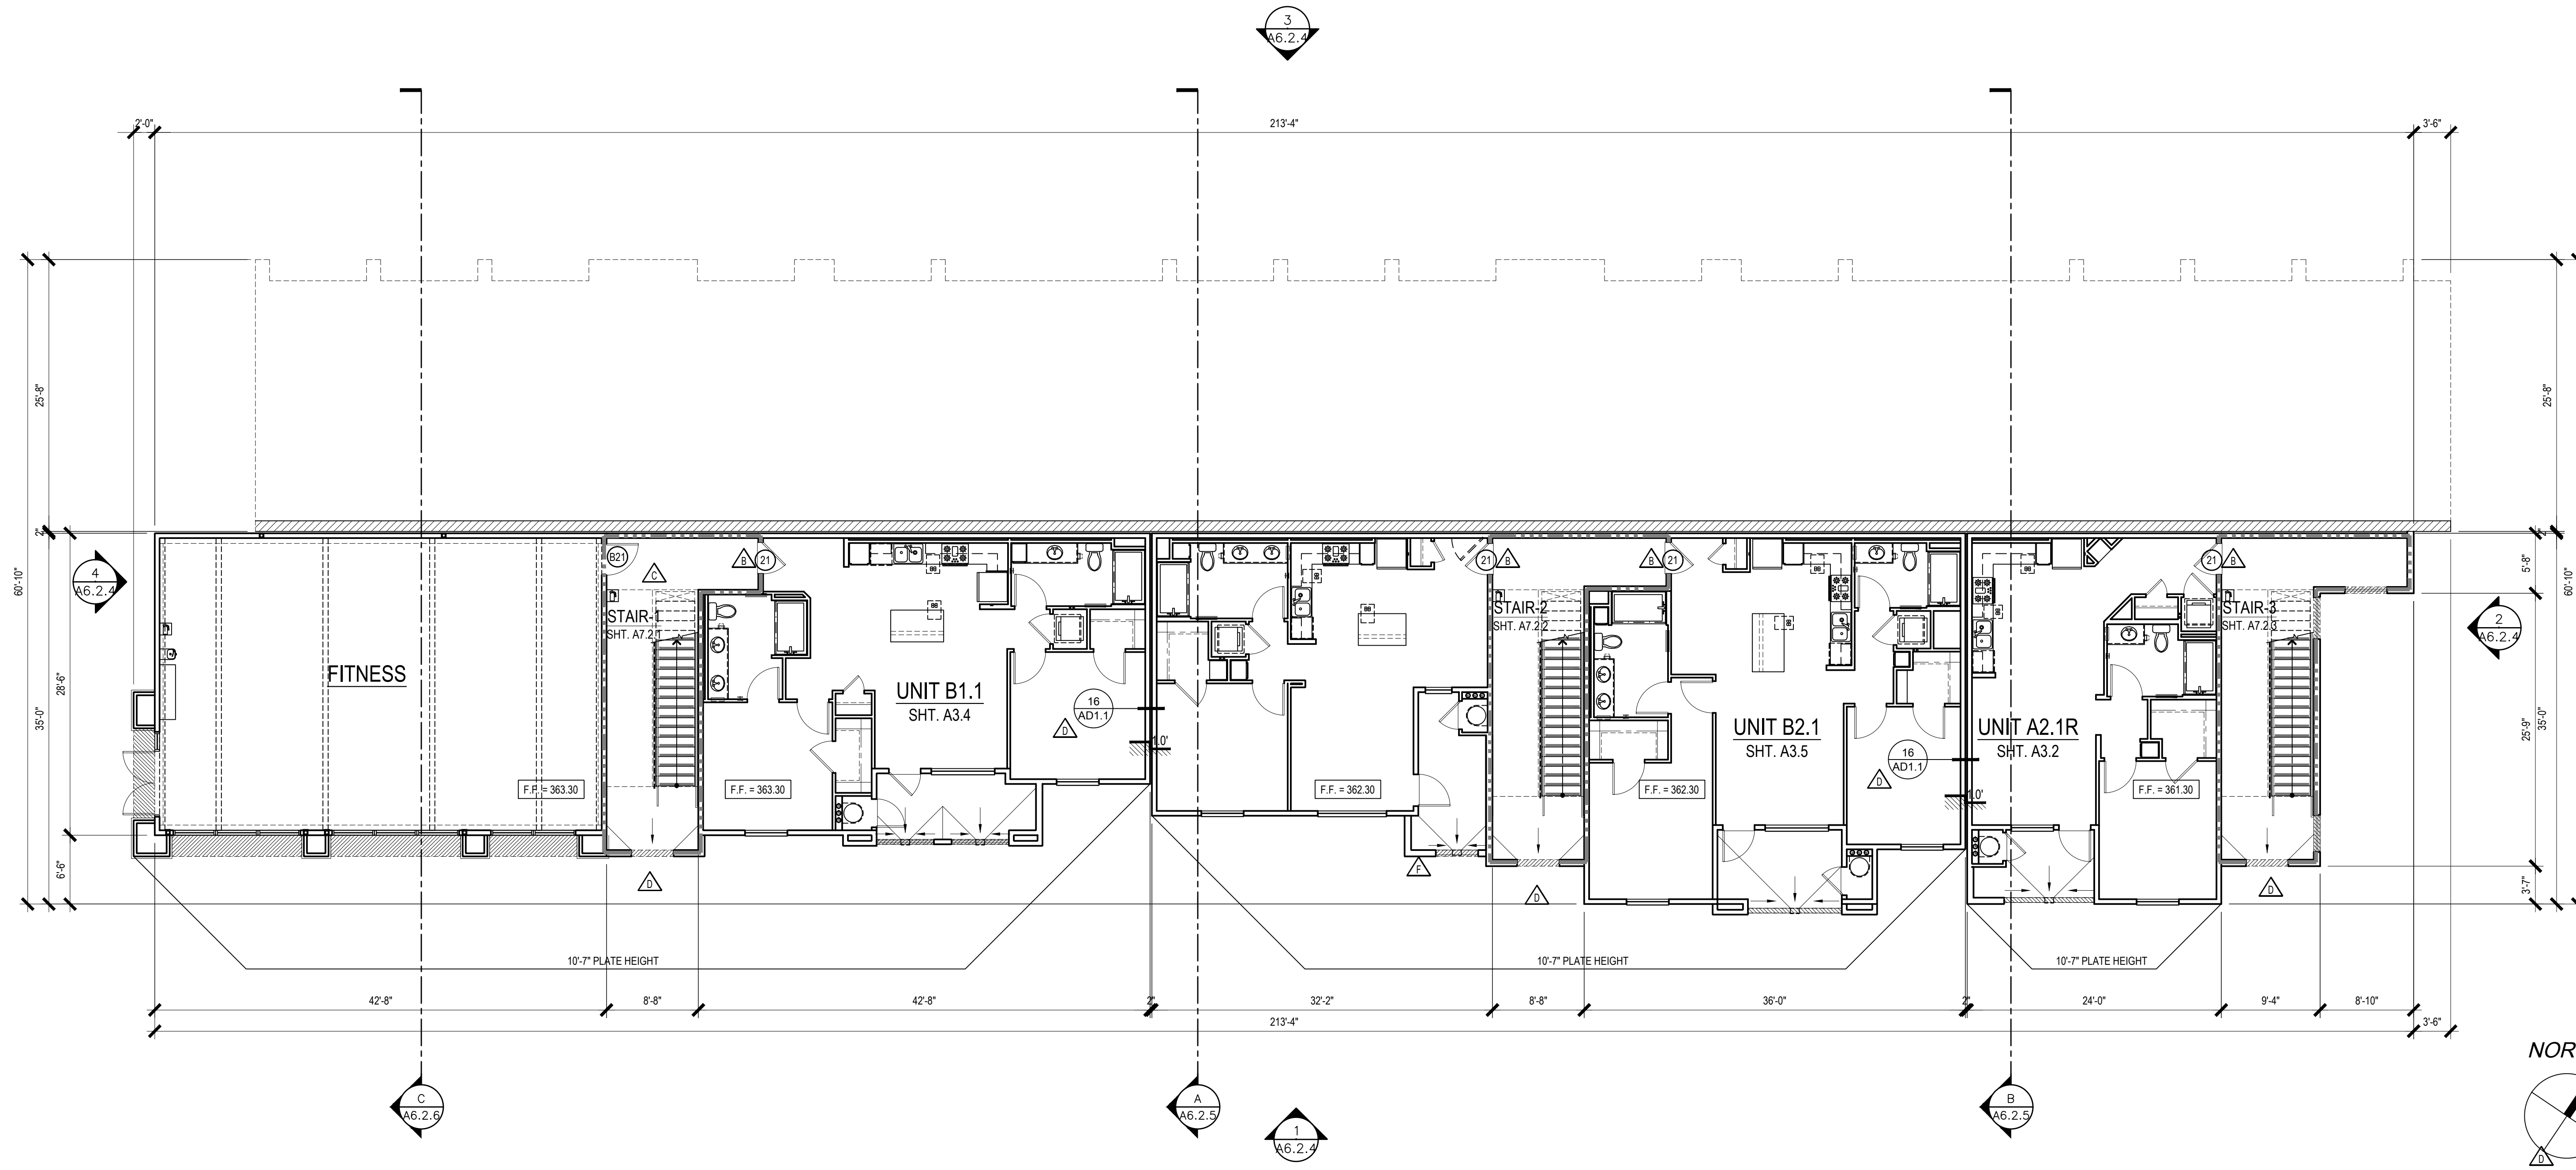 3
A6.2.4
2'-0"
213'-4"
3'-6"
60'-10"
25'-8"
2"
28'-6"
35'-0"
6'-6"
4
A6.2.4
FITNESS
F.F. = 363.30
B21
C
STAIR-1
SHT. A7.2.1
B
21
D
F.F. = 363.30
UNIT B1.1
SHT. A3.4
16
AD1.1
D
1.0'
F.F. = 362.30
F
21
B
STAIR-2
SHT. A7.2.2
D
B
21
F.F. = 362.30
UNIT B2.1
SHT. A3.5
16
AD1.1
D
1.0'
UNIT A2.1R
SHT. A3.2
F.F. = 361.30
21
B
STAIR-3
SHT. A7.2.3
D
25'-8"
2"
5'-8"
60'-10"
25'-9"
35'-0"
3'-7"
2
A6.2.4
10'-7" PLATE HEIGHT
10'-7" PLATE HEIGHT
10'-7" PLATE HEIGHT
42'-8"
8'-8"
42'-8"
2"
32'-2"
8'-8"
36'-0"
2"
24'-0"
9'-4"
8'-10"
213'-4"
3'-6"
C
A6.2.6
A
A6.2.5
1
A6.2.4
B
A6.2.5
NOR
D